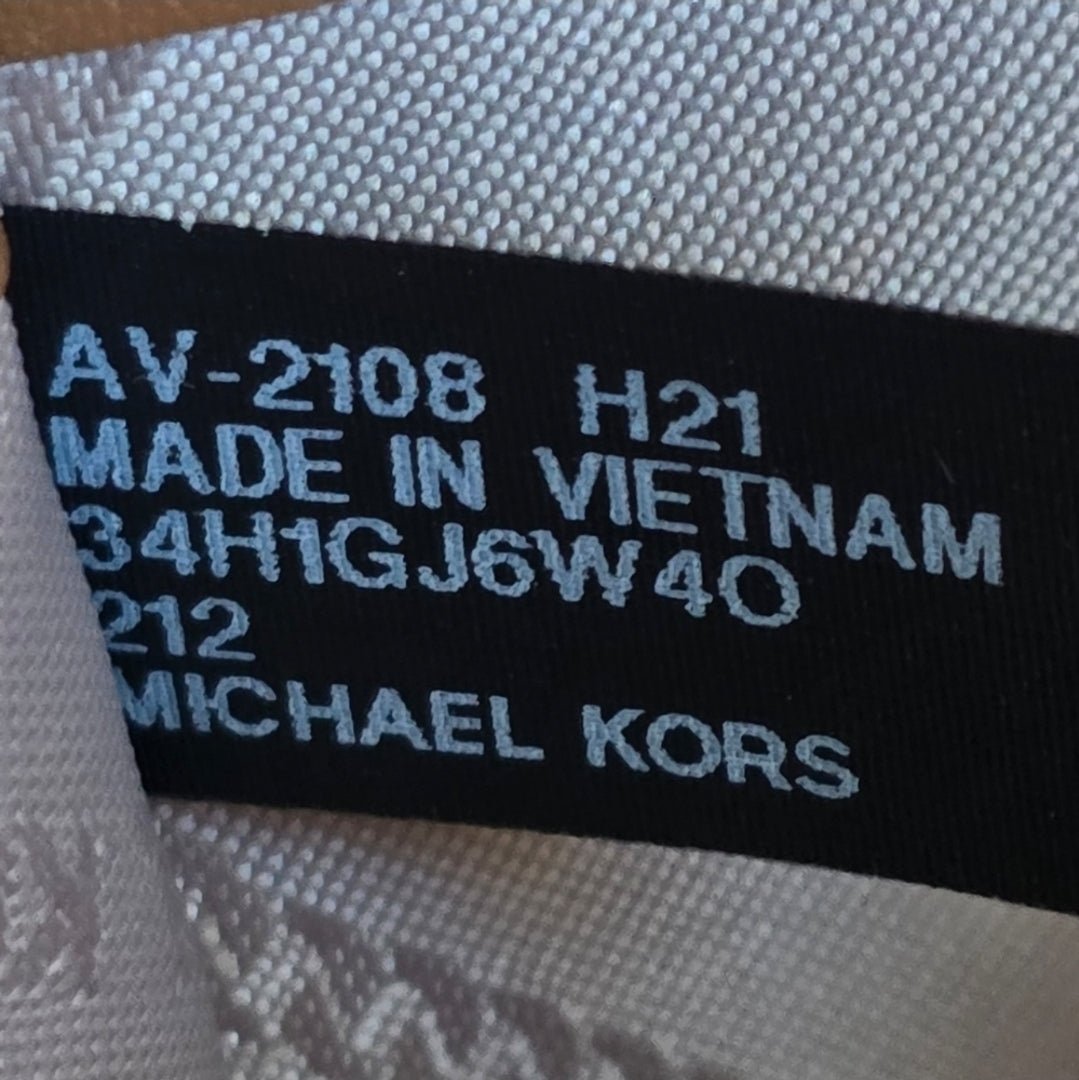 AV-2108 H21
MADE IN VIETNAM
34H1GJ6W4O
212
MICHAEL KORS